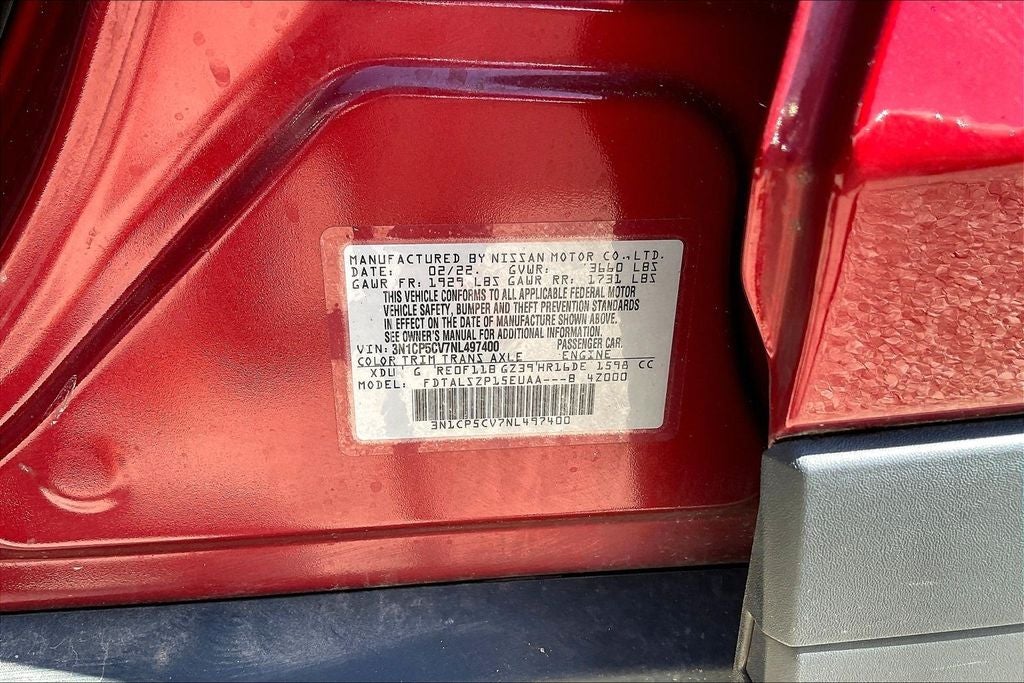 MANUFACTURED BY NISSAN MOTOR CO.,LTD.
DATE: 02/22. GVWR: 3660 LBS
GAWR FR: 1929 LBS GAWR RR: 1731 LBS
THIS VEHICLE CONFORMS TO ALL APPLICABLE FEDERAL MOTOR
VEHICLE SAFETY, BUMPER AND THEFT PREVENTION STANDARDS
IN EFFECT ON THE DATE OF MANUFACTURE SHOWN ABOVE.
SEE OWNER'S MANUAL FOR ADDITIONAL INFORMATION.
VIN: 3N1CP5CV7NL497400 PASSENGER CAR.
COLOR TRIM TRANS AXLE ENGINE
XDU G RE0F11B GZ39 HR16DE 1598 CC
MODEL: FDTALSZP15EUAA---B 4Z000
3N1CP5CV7NL497400